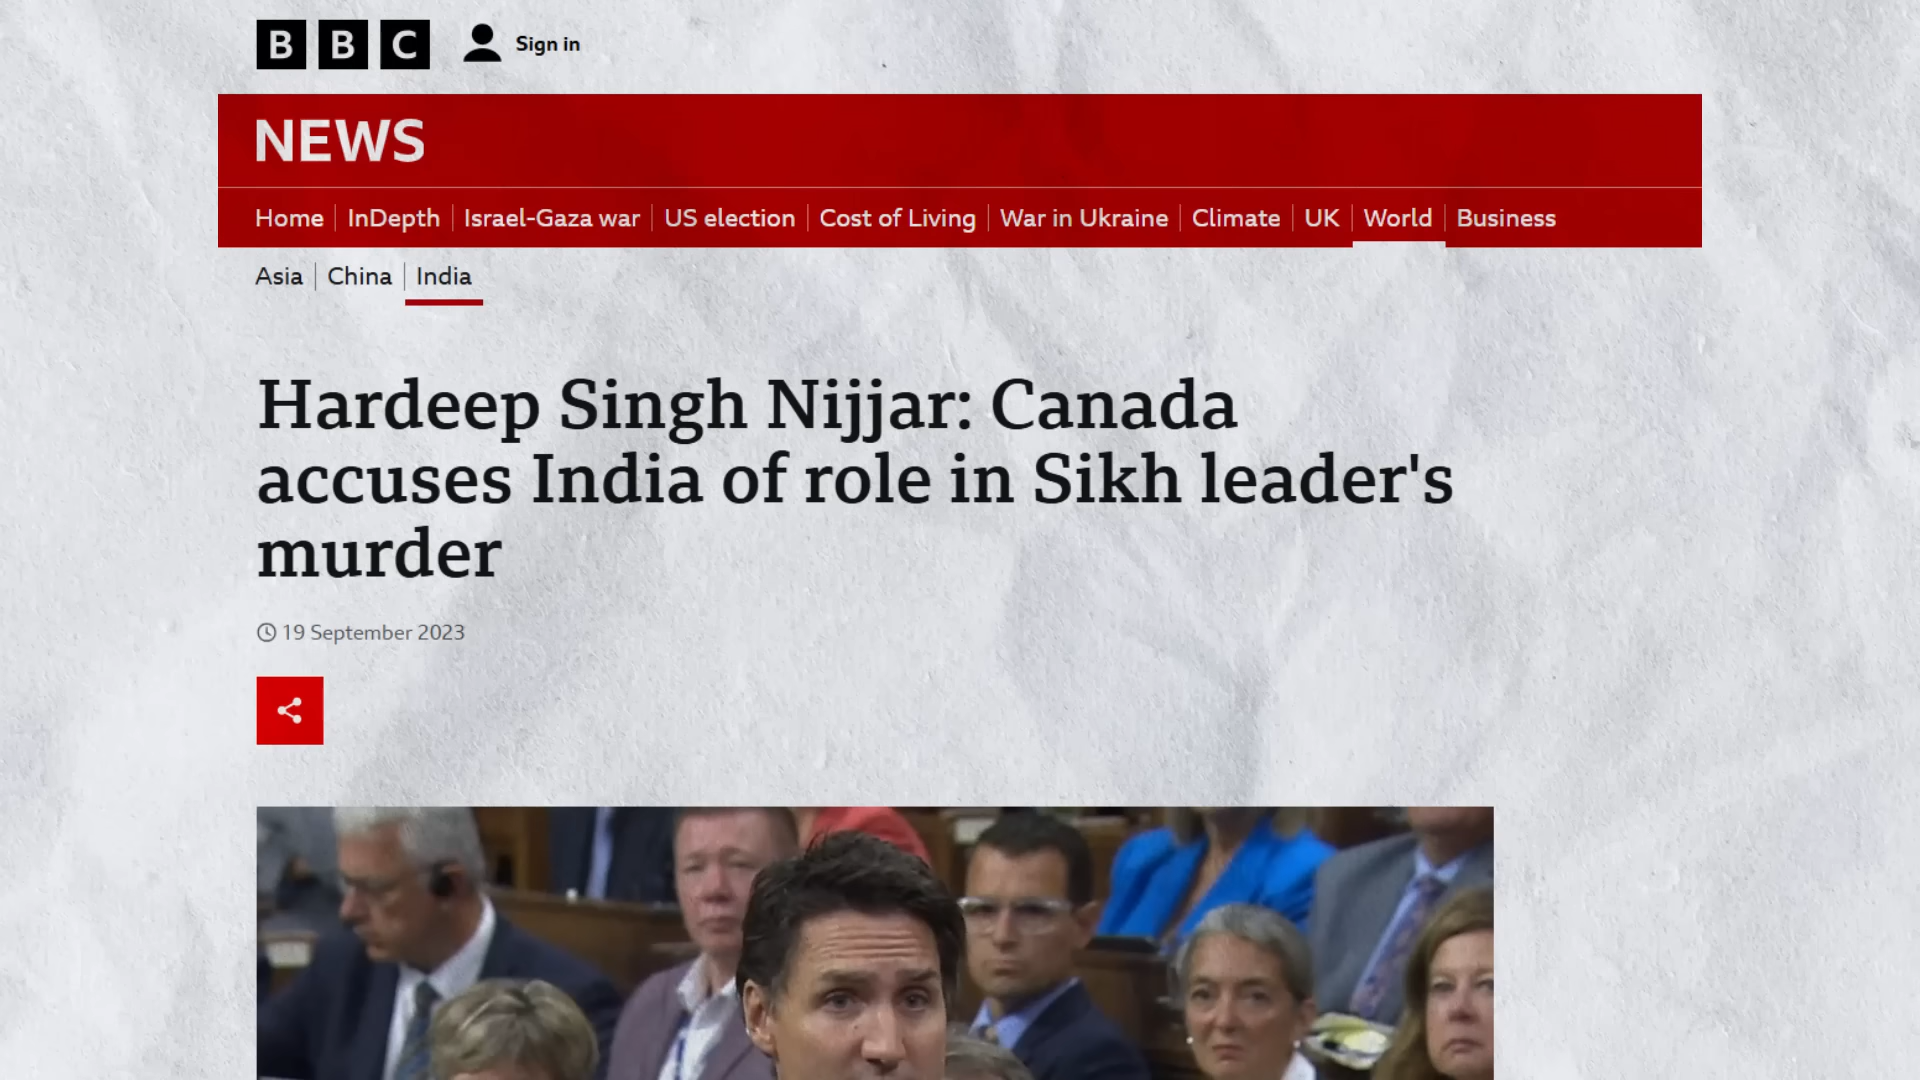 BBC Sign in
NEWS
Home InDepth Israel-Gaza war US election Cost of Living War in Ukraine Climate UK World Business
Asia China India
Hardeep Singh Nijjar: Canada
accuses India of role in Sikh leader's
murder
19 September 2023